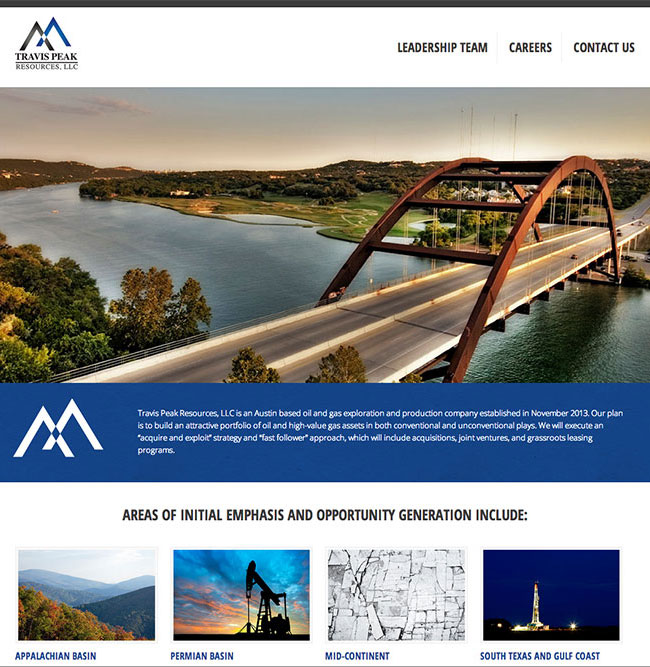 TRAVIS PEAK
RESOURCES, LLC
LEADERSHIP TEAM
CAREERS
CONTACT US
Travis Peak Resources, LLC is an Austin based oil and gas exploration and production company established in November 2013. Our plan
is to build an attractive portfolio of oil and high-value gas assets in both conventional and unconventional plays. We will execute an
"acquire and exploit" strategy and "fast follower" approach, which will include acquisitions, joint ventures, and grassroots leasing
programs.
AREAS OF INITIAL EMPHASIS AND OPPORTUNITY GENERATION INCLUDE:
APPALACHIAN BASIN
PERMIAN BASIN
MID-CONTINENT
SOUTH TEXAS AND GULF COAST